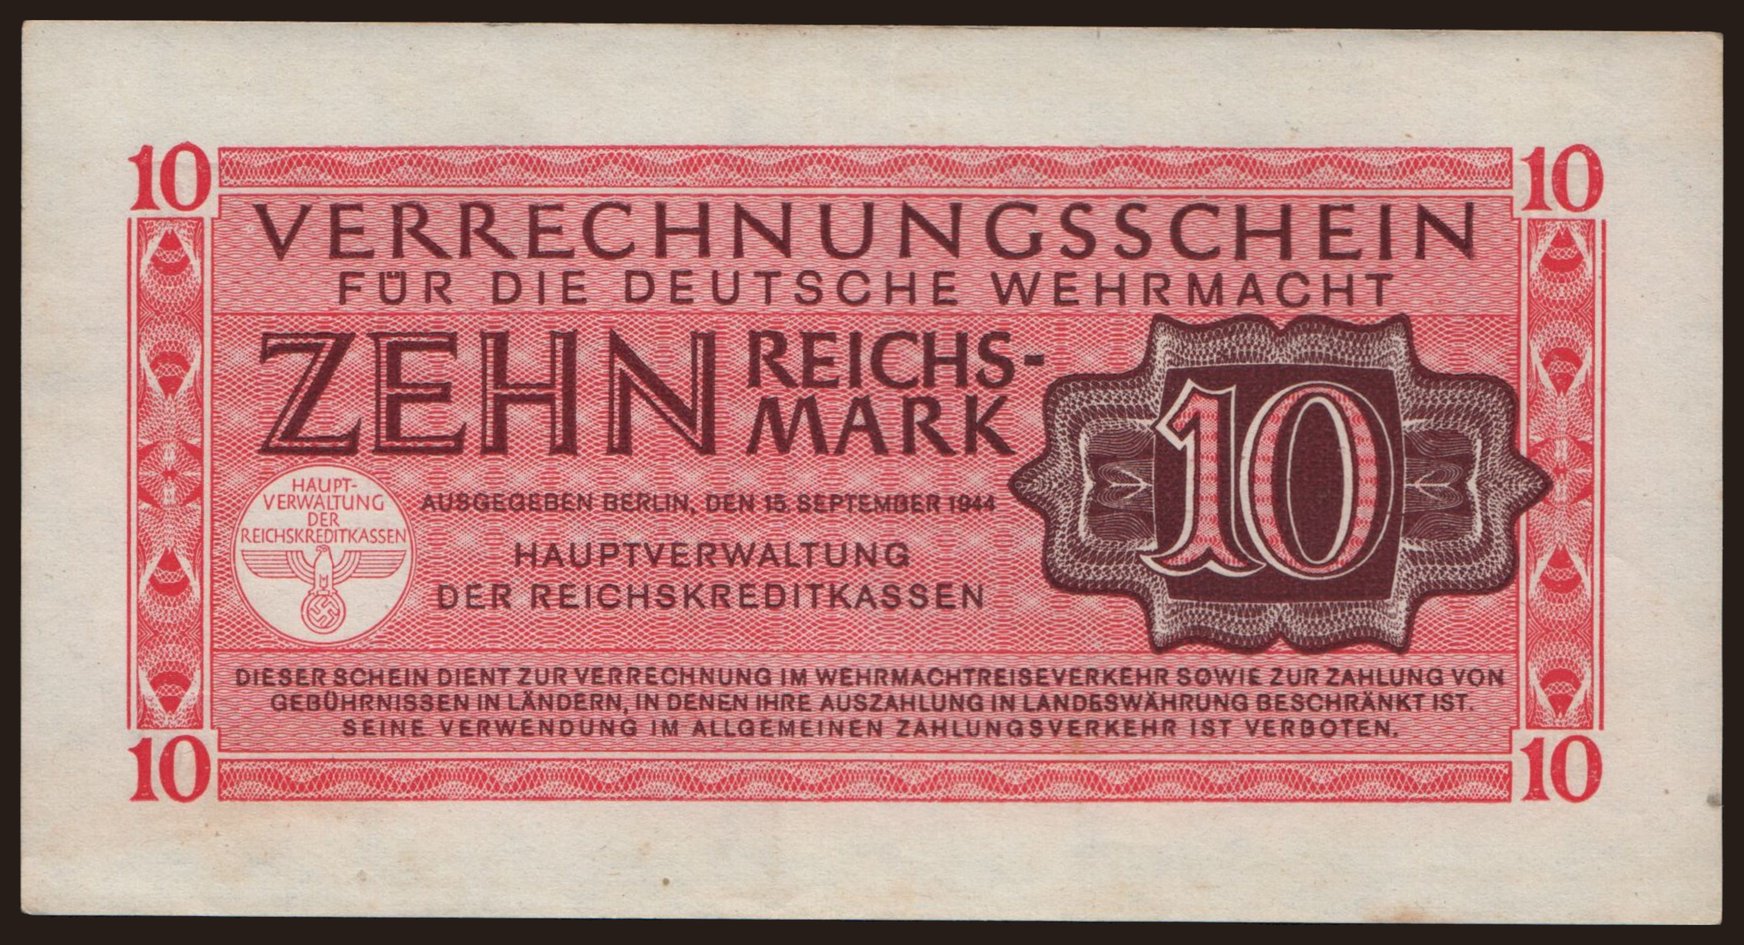 10 10
VERRECHNUNGSSCHEIN
FÜR DIE DEUTSCHE WEHRMACHT
ZEHN REICHS-
MARK
10
HAUPT-
VERWALTUNG
DER
REICHSKREDITKASSEN
AUSGEGEBEN BERLIN, DEN 15. SEPTEMBER 1944
HAUPTVERWALTUNG
DER REICHSKREDITKASSEN
DIESER SCHEIN DIENT ZUR VERRECHNUNG IM WEHRMACHTREISEVERKEHR SOWIE ZUR ZAHLUNG VON
GEBÜHRNISSEN IN LÄNDERN, IN DENEN IHRE AUSZAHLUNG IN LANDESWÄHRUNG BESCHRÄNKT IST.
SEINE VERWENDUNG IM ALLGEMEINEN ZAHLUNGSVERKEHR IST VERBOTEN.
10 10